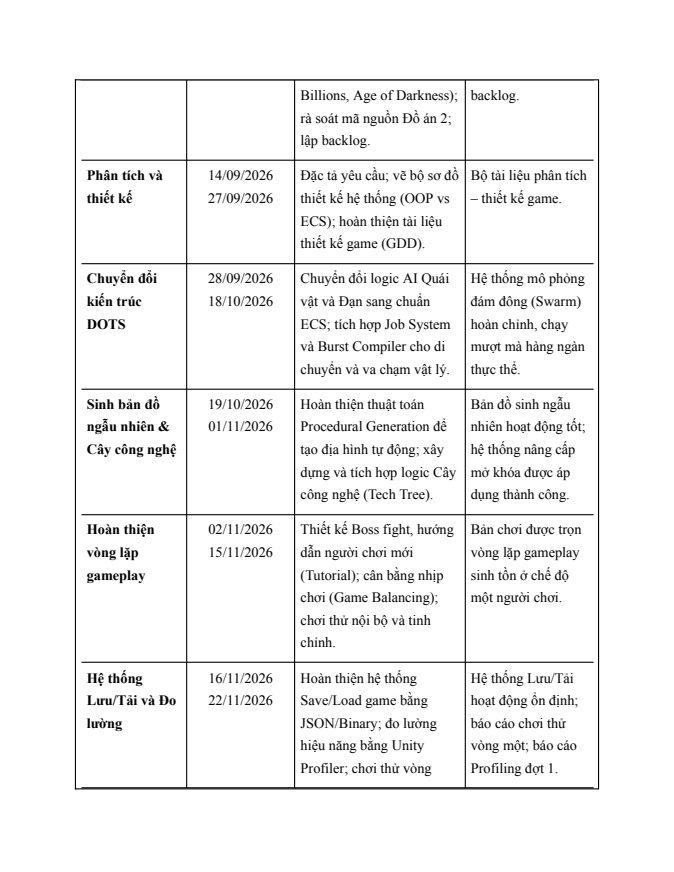 Billions, Age of Darkness);
rà soát mã nguồn Đồ án 2;
lập backlog.
backlog.
Phân tích và
thiết kế
14/09/2026
27/09/2026
Đặc tả yêu cầu; vẽ bộ sơ đồ
thiết kế hệ thống (OOP vs
ECS); hoàn thiện tài liệu
thiết kế game (GDD).
Bộ tài liệu phân tích
– thiết kế game.
Chuyển đổi
kiến trúc
DOTS
28/09/2026
18/10/2026
Chuyển đổi logic AI Quái
vật và Đạn sang chuẩn
ECS; tích hợp Job System
và Burst Compiler cho di
chuyển và va chạm vật lý.
Hệ thống mô phỏng
đám đông (Swarm)
hoàn chỉnh, chạy
mượt mà hàng ngàn
thực thể.
Sinh bản đồ
ngẫu nhiên &
Cây công nghệ
19/10/2026
01/11/2026
Hoàn thiện thuật toán
Procedural Generation để
tạo địa hình tự động; xây
dựng và tích hợp logic Cây
công nghệ (Tech Tree).
Bản đồ sinh ngẫu
nhiên hoạt động tốt;
hệ thống nâng cấp
mở khóa được áp
dụng thành công.
Hoàn thiện
vòng lặp
gameplay
02/11/2026
15/11/2026
Thiết kế Boss fight, hướng
dẫn người chơi mới
(Tutorial); cân bằng nhịp
chơi (Game Balancing);
chơi thử nội bộ và tinh
chỉnh.
Bản chơi được trọn
vòng lặp gameplay
sinh tồn ở chế độ
một người chơi.
Hệ thống
Lưu/Tải và Đo
lường
16/11/2026
22/11/2026
Hoàn thiện hệ thống
Save/Load game bằng
JSON/Binary; đo lường
hiệu năng bằng Unity
Profiler; chơi thử vòng
Hệ thống Lưu/Tải
hoạt động ổn định;
báo cáo chơi thử
vòng một; báo cáo
Profiling đợt 1.